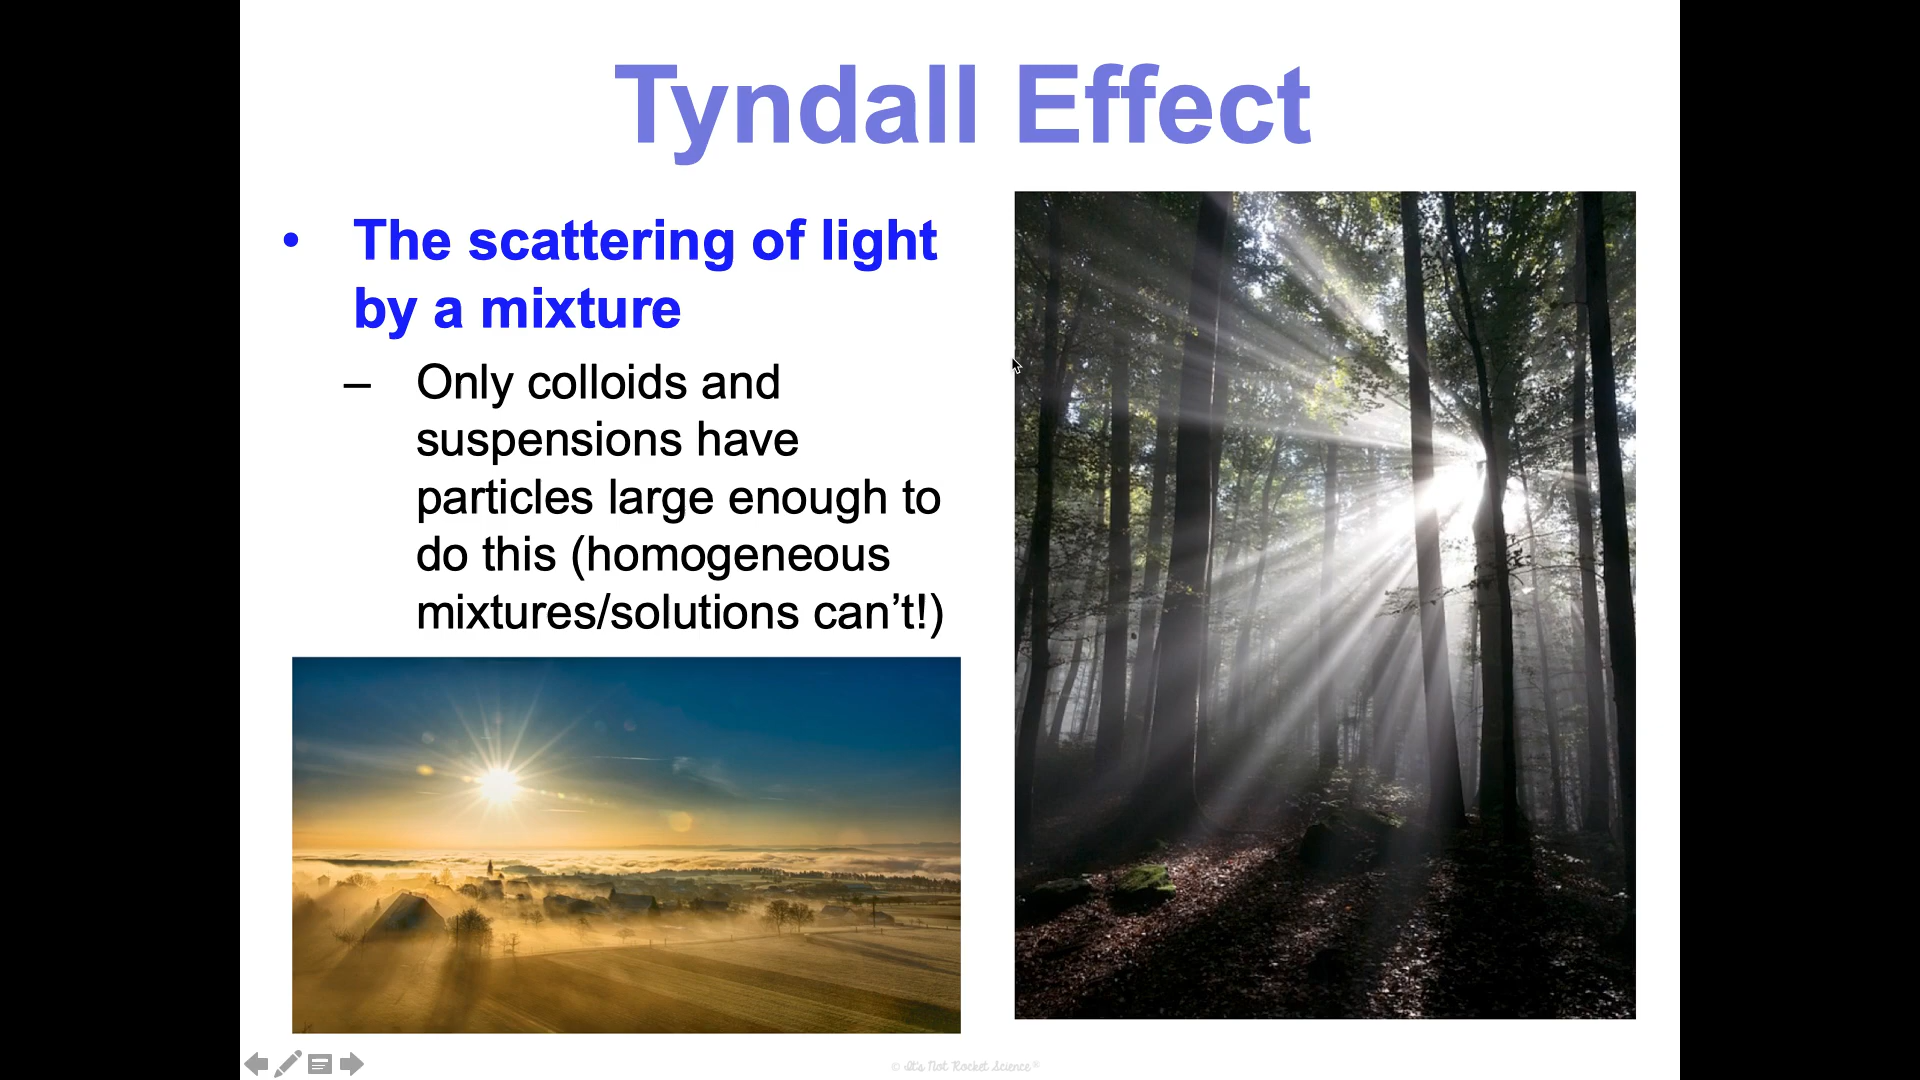 Tyndall Effect
• The scattering of light
by a mixture
– Only colloids and
suspensions have
particles large enough to
do this (homogeneous
mixtures/solutions can’t!)
© It's Not Rocket Science®